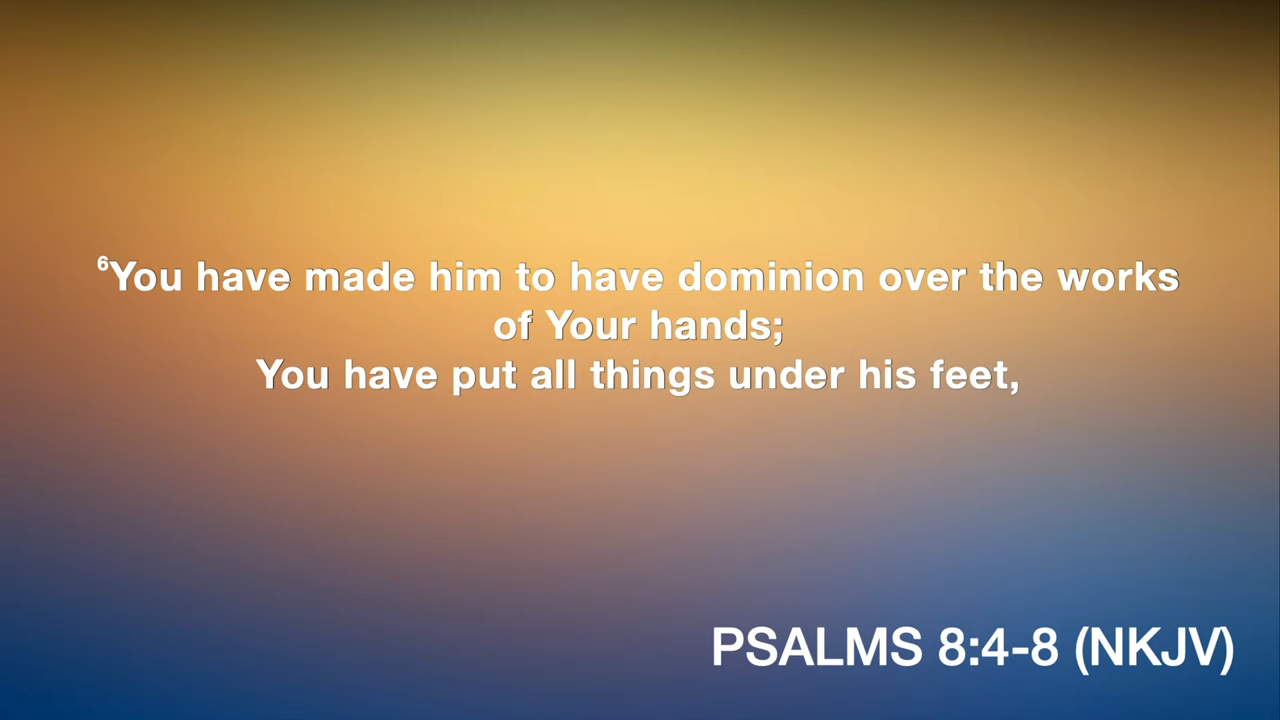 ⁶You have made him to have dominion over the works
of Your hands;
You have put all things under his feet,
PSALMS 8:4-8 (NKJV)